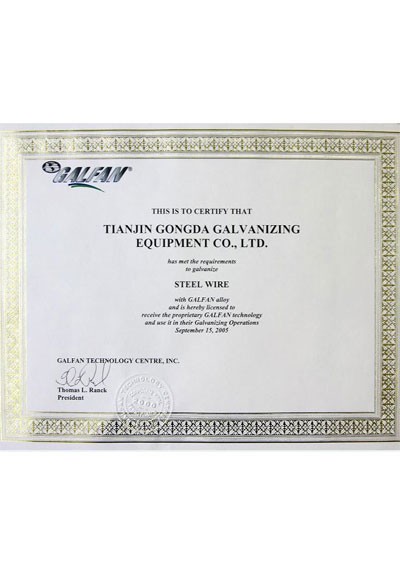 GALFAN
THIS IS TO CERTIFY THAT
TIANJIN GONGDA GALVANIZING
EQUIPMENT CO., LTD.
has met the requirements
to galvanize
STEEL WIRE
with GALFAN alloy
and is hereby licensed to
receive the proprietary GALFAN technology
and use it in their Galvanizing Operations
September 15, 2005
GALFAN TECHNOLOGY CENTRE, INC.
Thomas L. Ranck
President